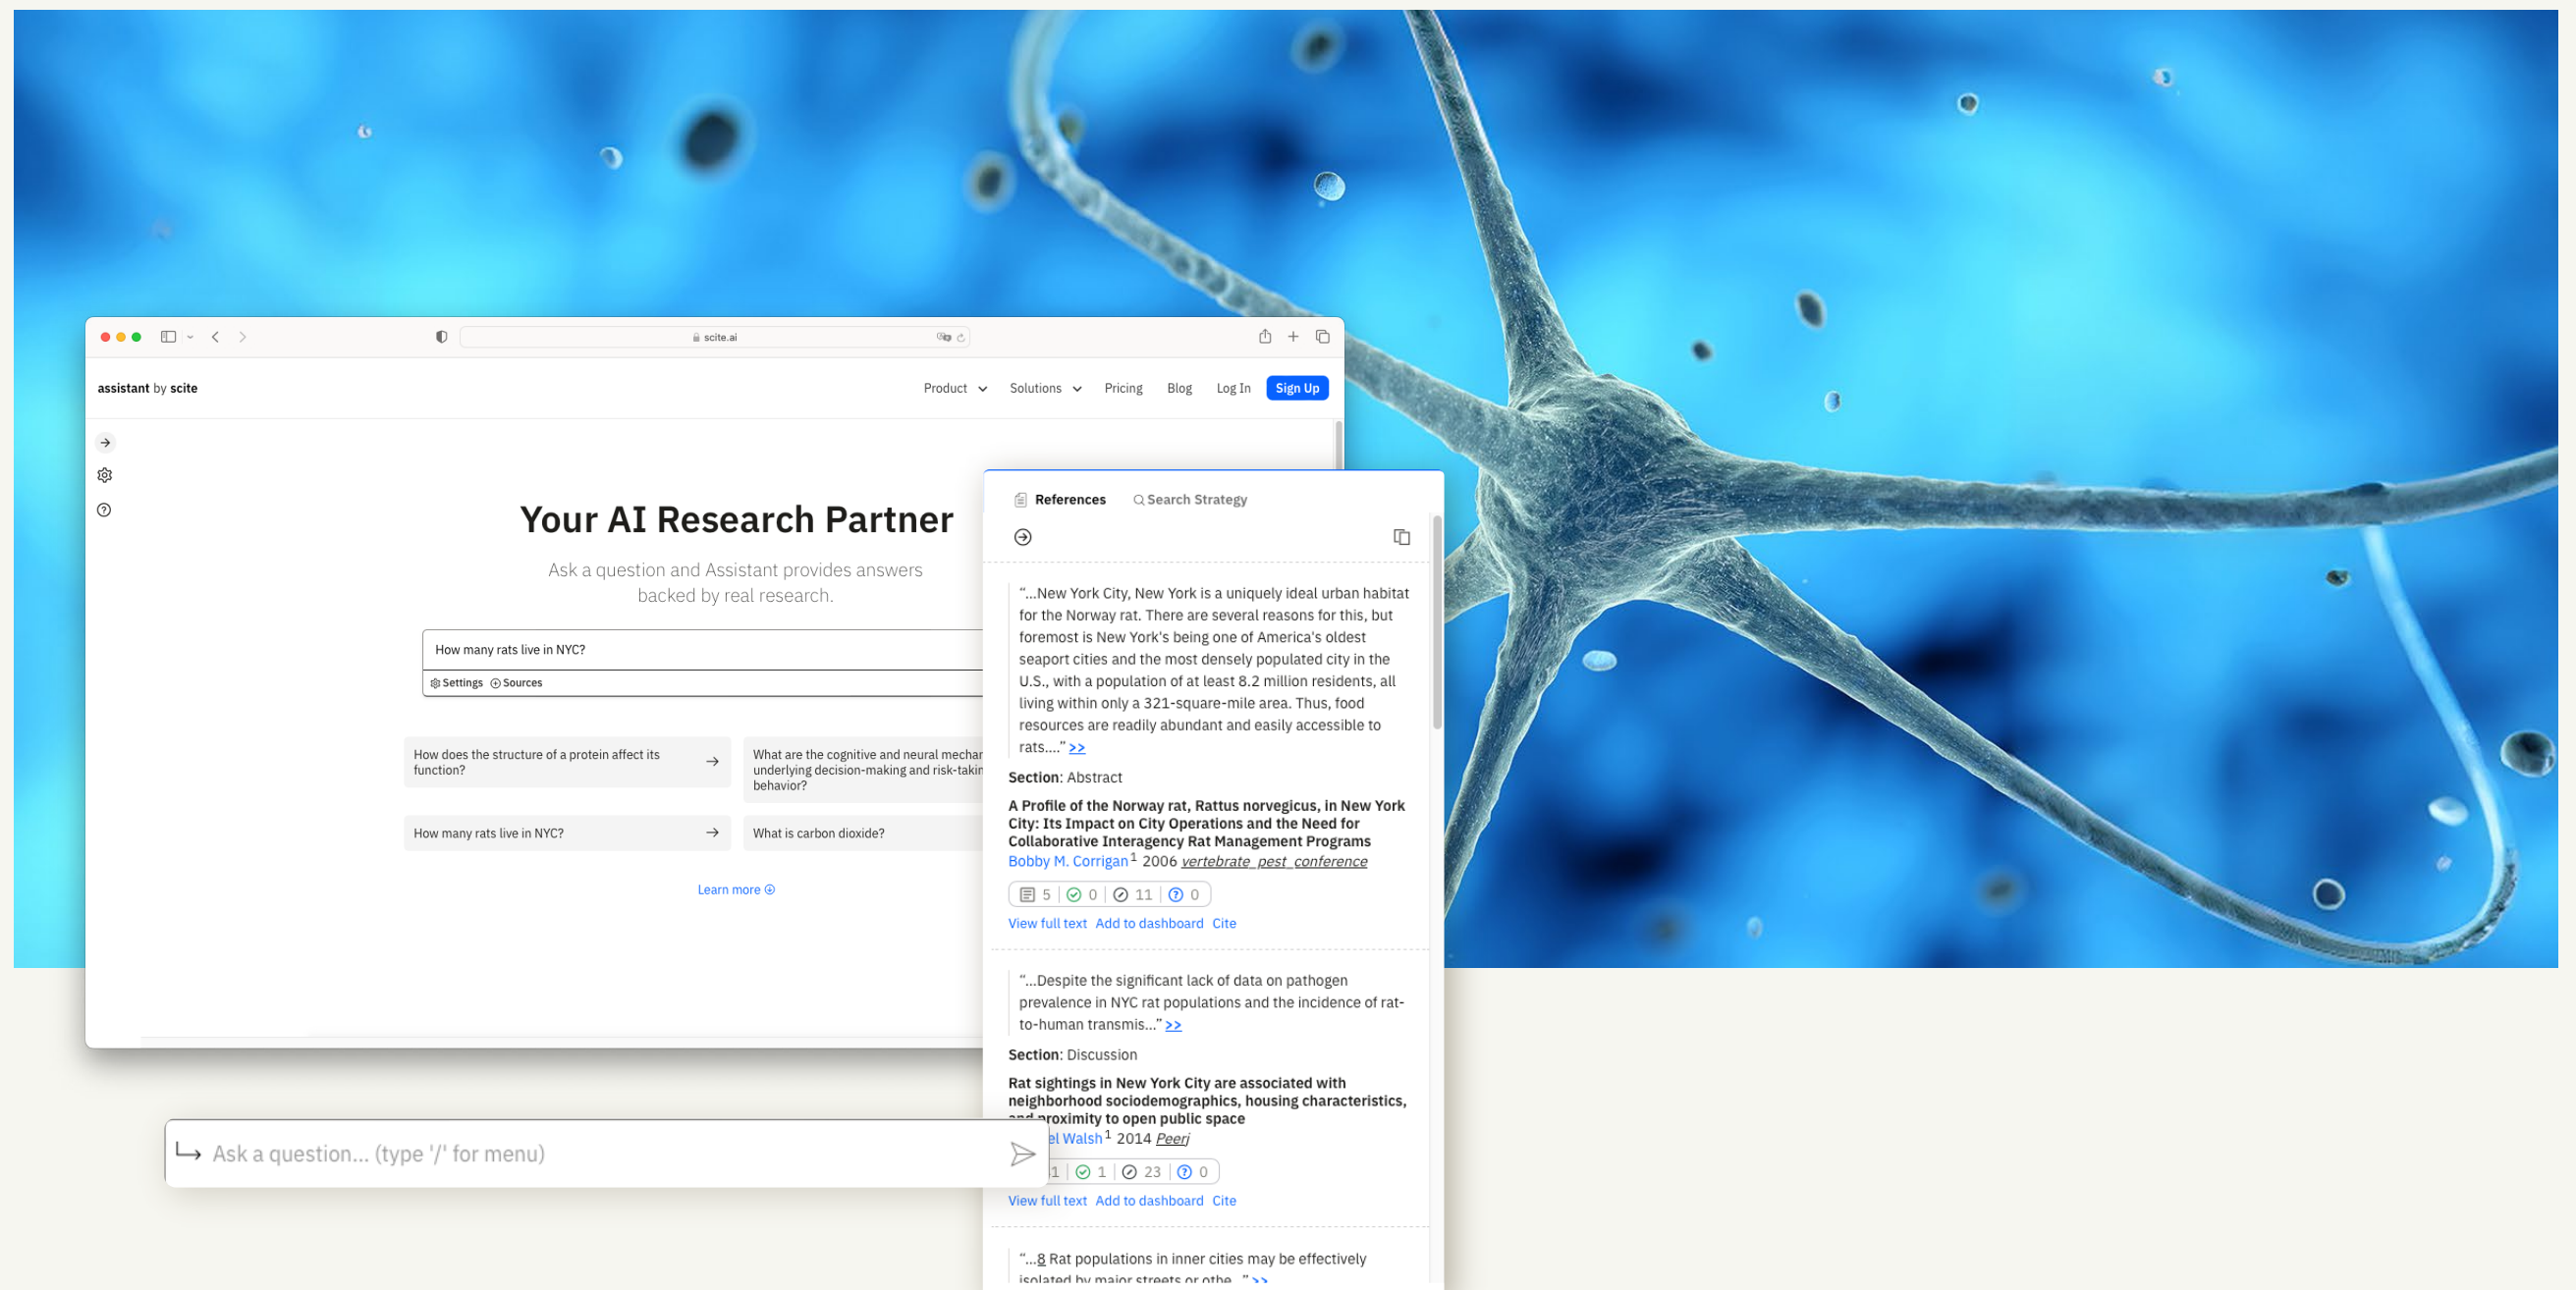 scite.ai
assistant by scite
Product
Solutions
Pricing
Blog
Log In
Sign Up
Your AI Research Partner
Ask a question and Assistant provides answers
backed by real research.
How many rats live in NYC?
Settings
Sources
How does the structure of a protein affect its
function?
What are the cognitive and neural
underlying decision-making and
behavior?
How many rats live in NYC?
What is carbon dioxide?
Learn more
References
Search Strategy
“...New York City, New York is a uniquely ideal urban habitat
for the Norway rat. There are several reasons for this, but
foremost is New York's being one of America's oldest
seaport cities and the most densely populated city in the
U.S., with a population of at least 8.2 million residents, all
living within only a 321-square-mile area. Thus, food
resources are readily abundant and easily accessible to
rats....” >>
Section: Abstract
A Profile of the Norway rat, Rattus norvegicus, in New York
City: Its Impact on City Operations and the Need for
Collaborative Interagency Rat Management Programs
Bobby M. Corrigan 1 2006 vertebrate_pest_conference
5 0 11 0
View full text Add to dashboard Cite
“...Despite the significant lack of data on pathogen
prevalence in NYC rat populations and the incidence of rat-
to-human transmis...” >>
Section: Discussion
Rat sightings in New York City are associated with
neighborhood sociodemographics, housing characteristics,
and proximity to open public space
Walsh 1 2014 Peerj
1 23 0
View full text Add to dashboard Cite
“...8 Rat populations in inner cities may be effectively
isolated by major streets or othe...” >>
Ask a question... (type '/' for menu)